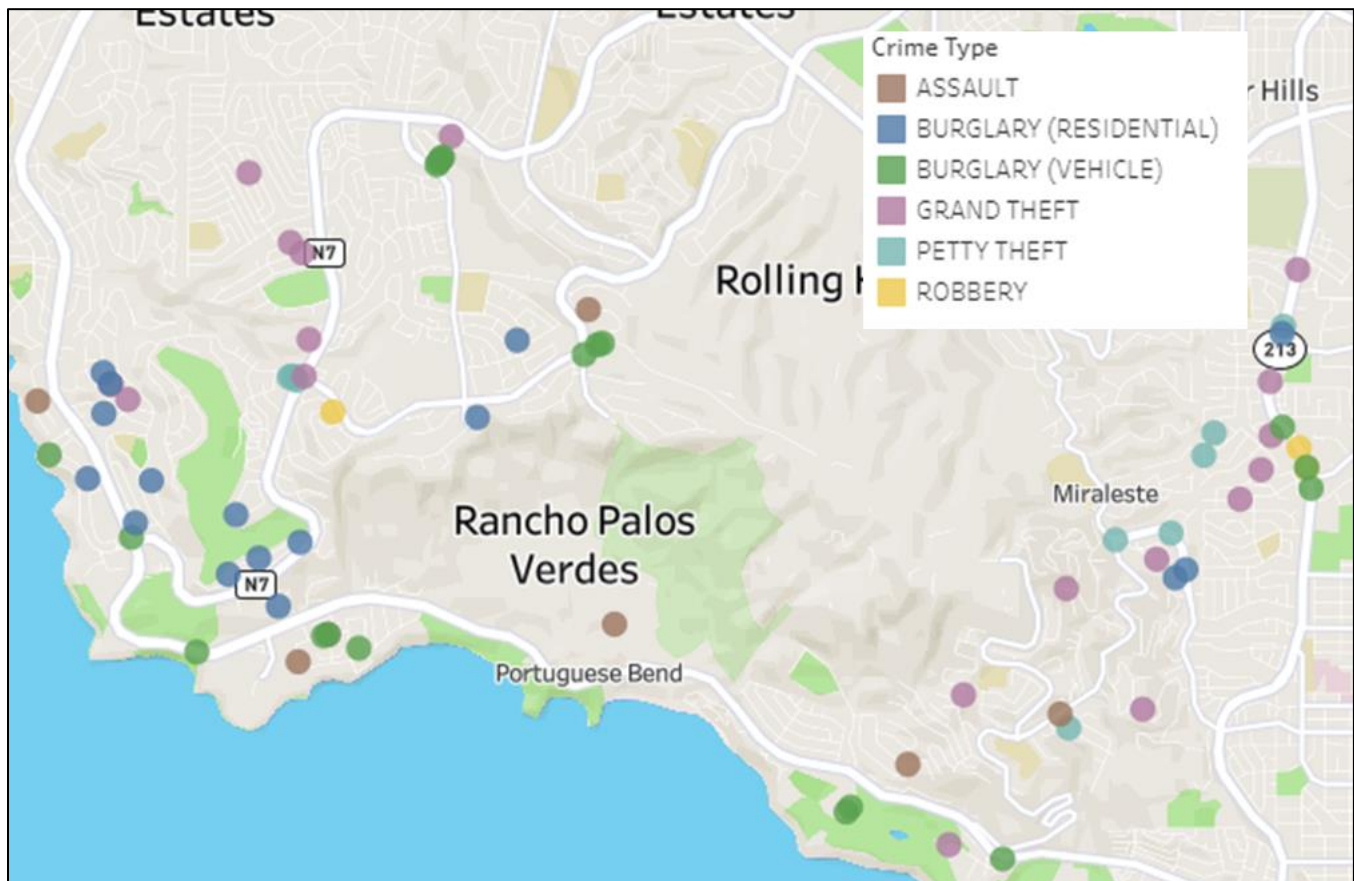 Estates
Estates
Crime Type
ASSAULT
BURGLARY (RESIDENTIAL)
BURGLARY (VEHICLE)
GRAND THEFT
PETTY THEFT
ROBBERY
r Hills
N7
Rolling H
213
Miraleste
Rancho Palos
Verdes
N7
Portuguese Bend